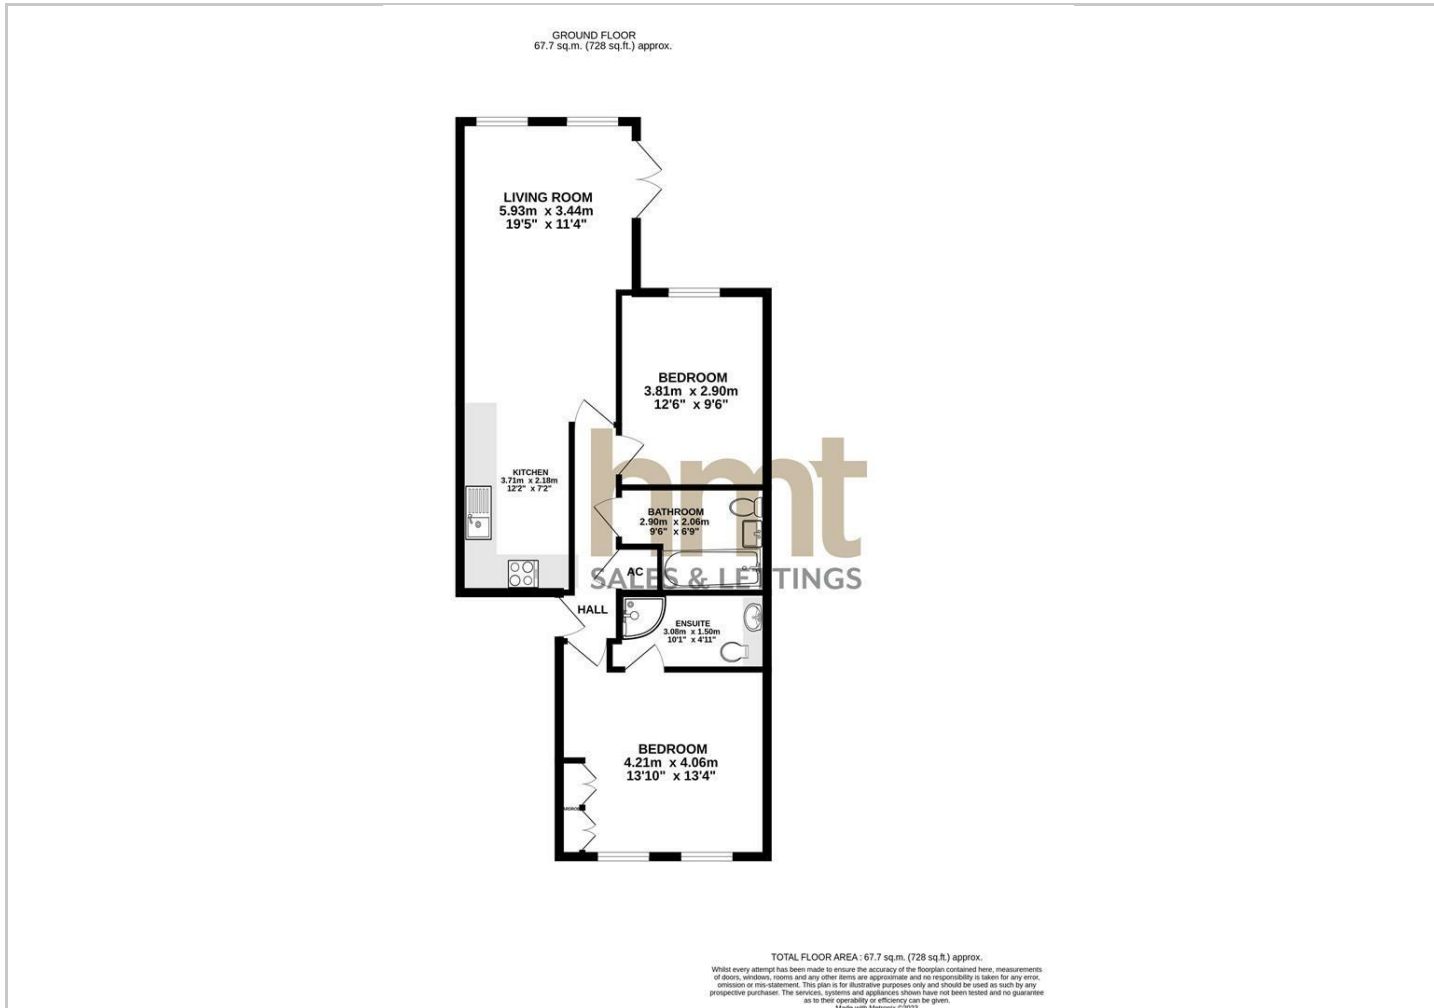 GROUND FLOOR
67.7 sq.m. (728 sq.ft.) approx.
LIVING ROOM
5.93m x 3.44m
19'5" x 11'4"
BEDROOM
3.81m x 2.90m
12'6" x 9'6"
KITCHEN
3.71m x 2.18m
12'2" x 7'2"
BATHROOM
2.90m x 2.06m
9'6" x 6'9"
hmt
SALES & LETTINGS
AC
HALL
ENSUITE
3.08m x 1.50m
10'1" x 4'11"
BEDROOM
4.21m x 4.06m
13'10" x 13'4"
TOTAL FLOOR AREA : 67.7 sq.m. (728 sq.ft.) approx.
Whilst every attempt has been made to ensure the accuracy of the floorplan contained here, measurements
of doors, windows, rooms and any other items are approximate and no responsibility is taken for any error,
omission or mis-statement. This plan is for illustrative purposes only and should be used as such by any
prospective purchaser. The services, systems and appliances shown have not been tested and no guarantee
as to their operability or efficiency can be given.
Made with Metropix ©2023